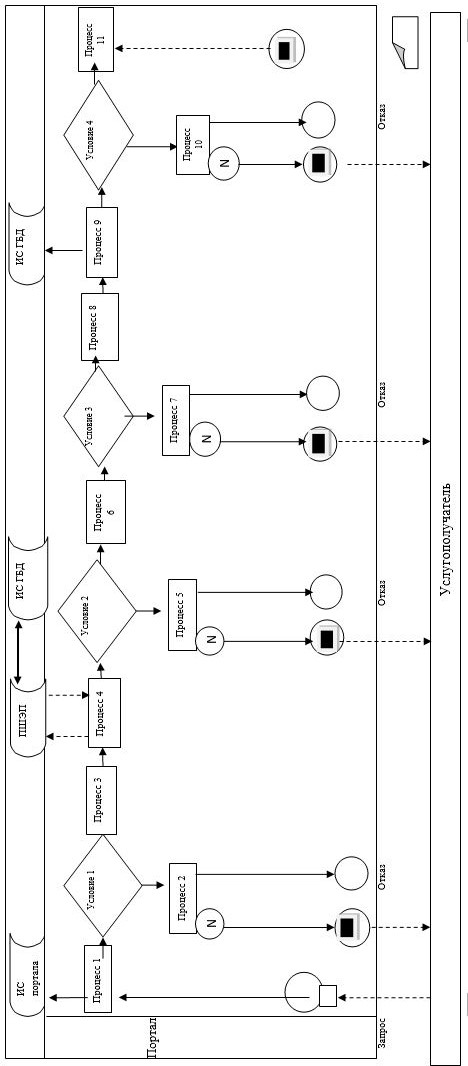 ИС
портала
ПШЭП
ИС ГБД
ИС ГБД
Процесс 1
Условие 1
Процесс 3
Процесс 4
Условие 2
Процесс
6
Условие 3
Процесс 8
Процесс 9
Условие 4
Процесс
11
Портал
Процесс 2
Процесс 5
Процесс 7
Процесс
10
N
N
N
N
Запрос
Отказ
Отказ
Отказ
Отказ
Услугополучатель